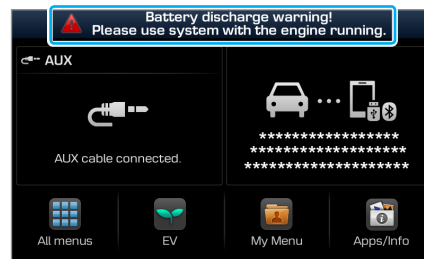 Battery discharge warning!
Please use system with the engine running.
AUX
AUX cable connected.
*****************
*******************
********************
All menus
EV
My Menu
Apps/Info